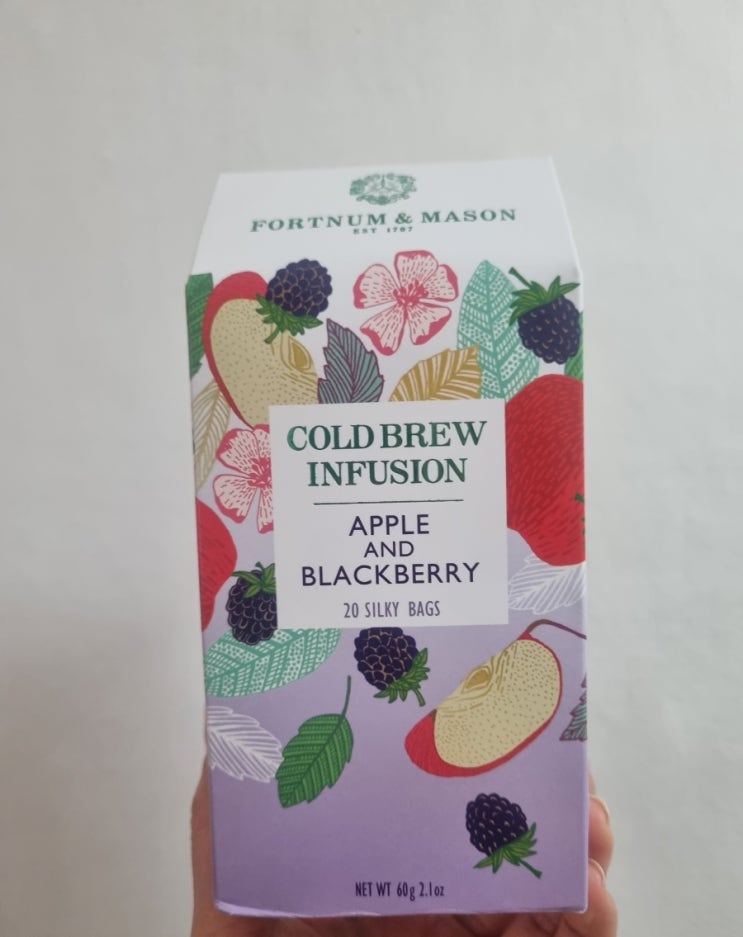 FORTNUM & MASON
EST 1707
COLD BREW
INFUSION
APPLE
AND
BLACKBERRY
20 SILKY BAGS
NET WT 60g 2.1oz